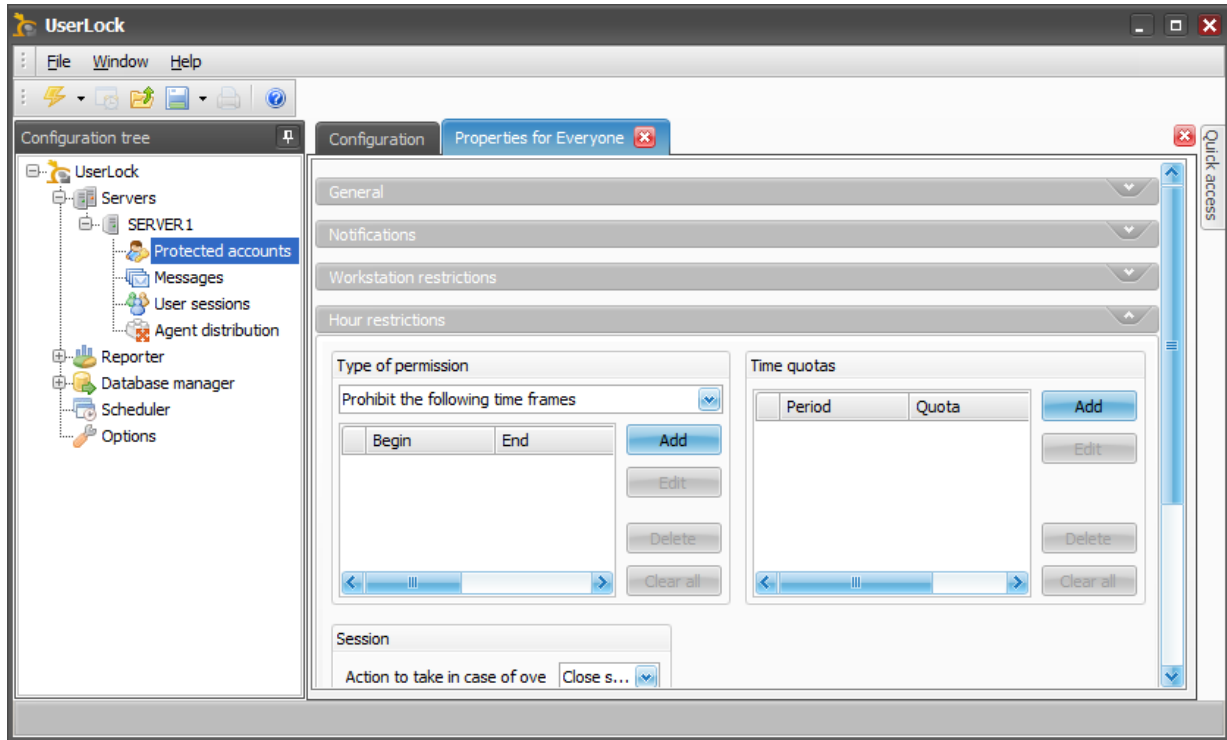 UserLock
File Window Help
Configuration tree
Configuration
Properties for Everyone
Quick access
UserLock
Servers
SERVER1
Protected accounts
Messages
User sessions
Agent distribution
Reporter
Database manager
Scheduler
Options
General
Notifications
Workstation restrictions
Hour restrictions
Type of permission
Prohibit the following time frames
Begin End
Add
Edit
Delete
Clear all
Time quotas
Period Quota
Add
Edit
Delete
Clear all
Session
Action to take in case of ove Close s...